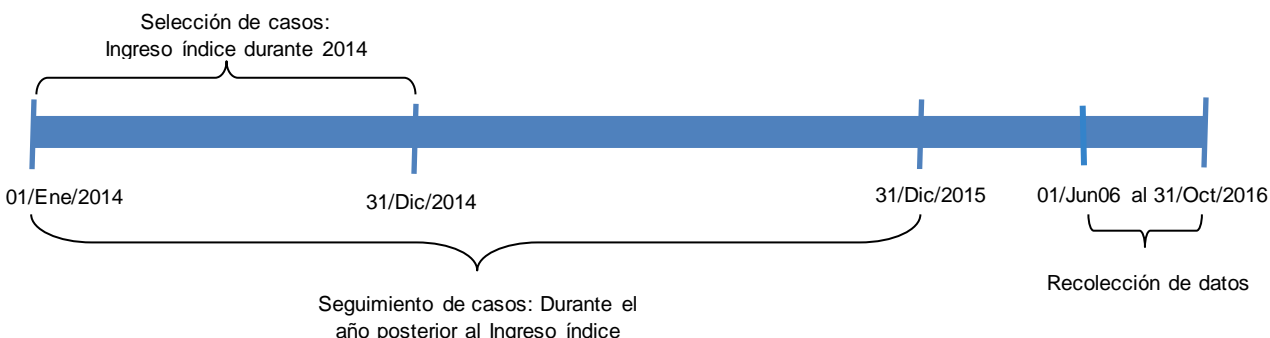 Selección de casos:
Ingreso índice durante 2014
01/Ene/2014
31/Dic/2014
31/Dic/2015
01/Jun06 al 31/Oct/2016
Recolección de datos
Seguimiento de casos: Durante el
año posterior al Ingreso índice